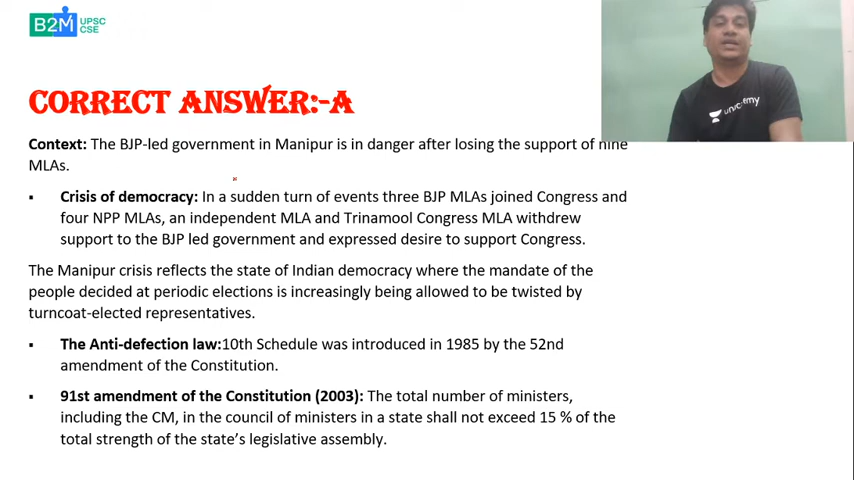 B2M UPSC
CSE
unacademy
CORRECT ANSWER:-A
Context: The BJP-led government in Manipur is in danger after losing the support of nine
MLAs.
▪ Crisis of democracy: In a sudden turn of events three BJP MLAs joined Congress and
four NPP MLAs, an independent MLA and Trinamool Congress MLA withdrew
support to the BJP led government and expressed desire to support Congress.
The Manipur crisis reflects the state of Indian democracy where the mandate of the
people decided at periodic elections is increasingly being allowed to be twisted by
turncoat-elected representatives.
▪ The Anti-defection law:10th Schedule was introduced in 1985 by the 52nd
amendment of the Constitution.
▪ 91st amendment of the Constitution (2003): The total number of ministers,
including the CM, in the council of ministers in a state shall not exceed 15 % of the
total strength of the state's legislative assembly.